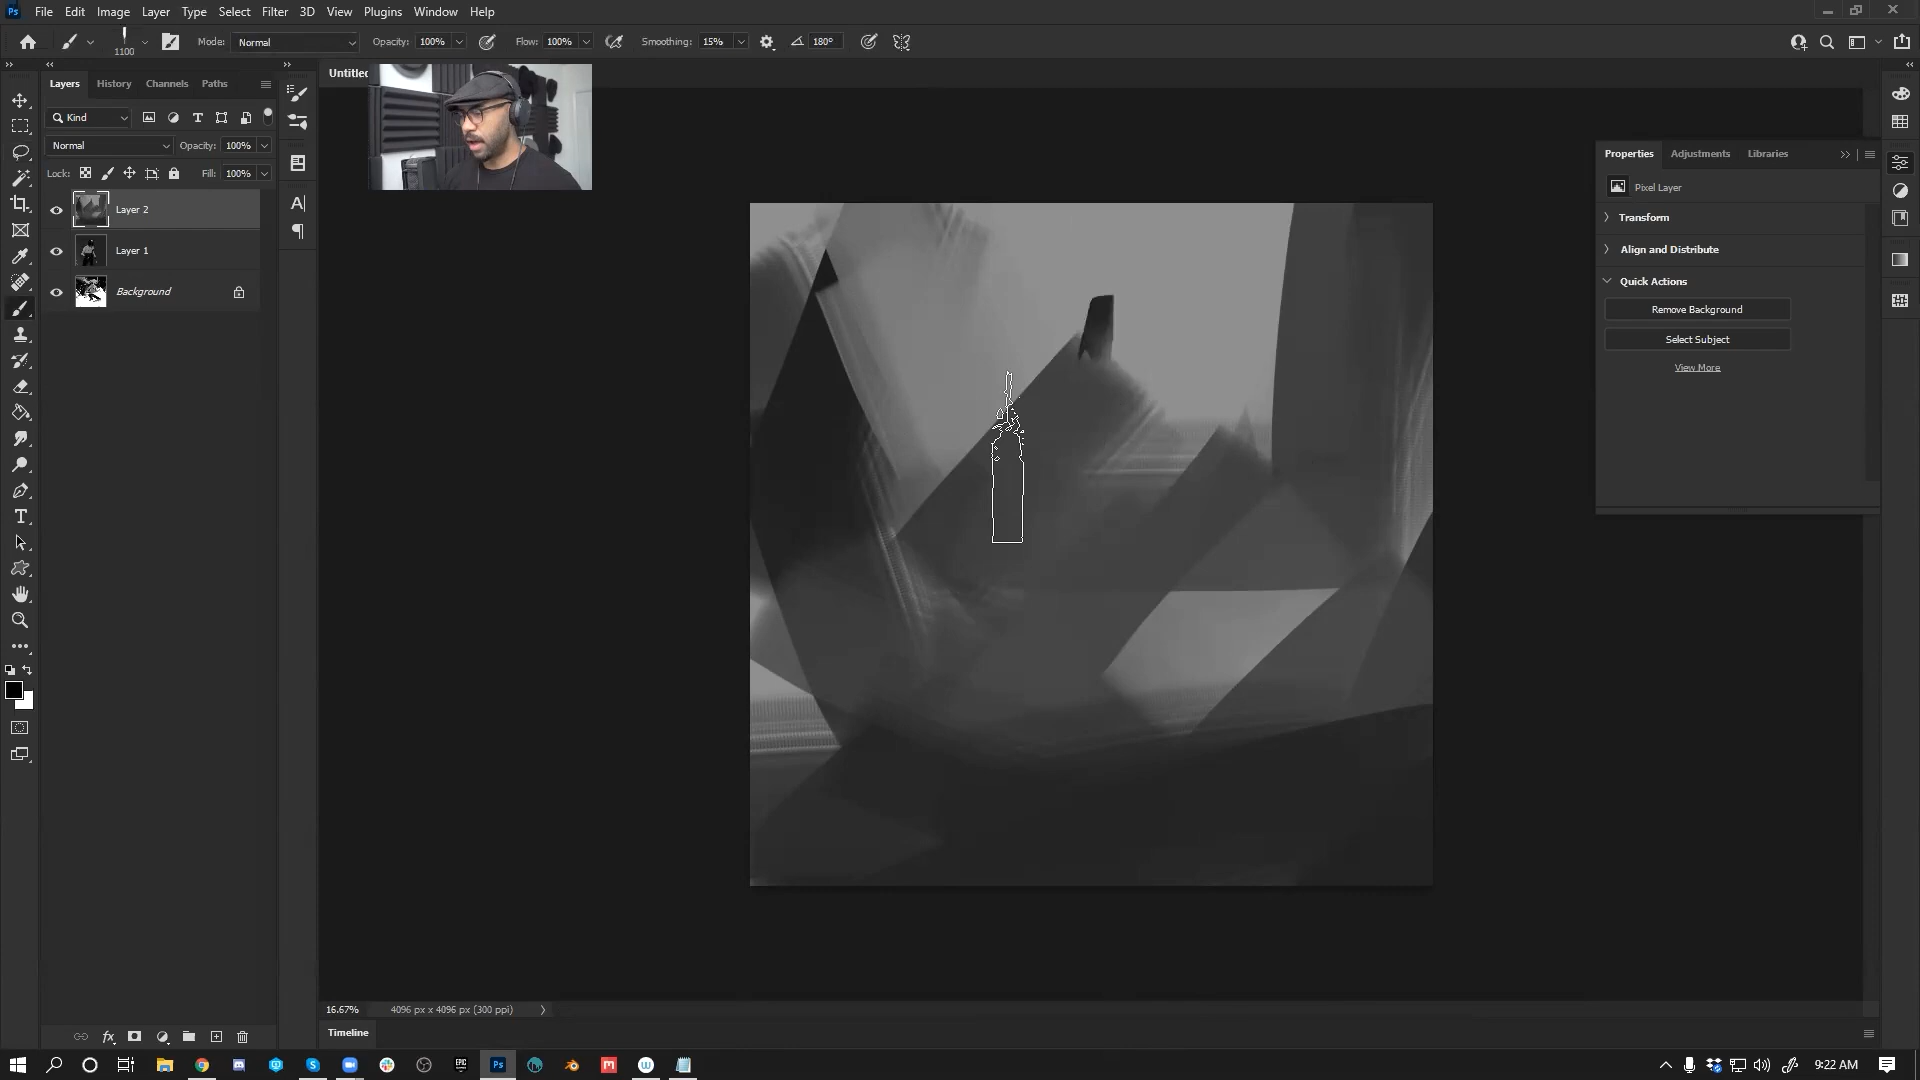 Ps File Edit Image Layer Type Select Filter 3D View Plugins Window Help
1100 Mode: Normal Opacity: 100% Flow: 100% Smoothing: 15% 180°
Layers History Channels Paths
Untitled
Kind
Normal Opacity: 100%
Lock: Fill: 100%
Layer 2
Layer 1
Background
A
T
Properties Adjustments Libraries
Pixel Layer
Transform
Align and Distribute
Quick Actions
Remove Background
Select Subject
View More
16.67% 4096 px x 4096 px (300 ppi)
Timeline
fx
Ps
9:22 AM